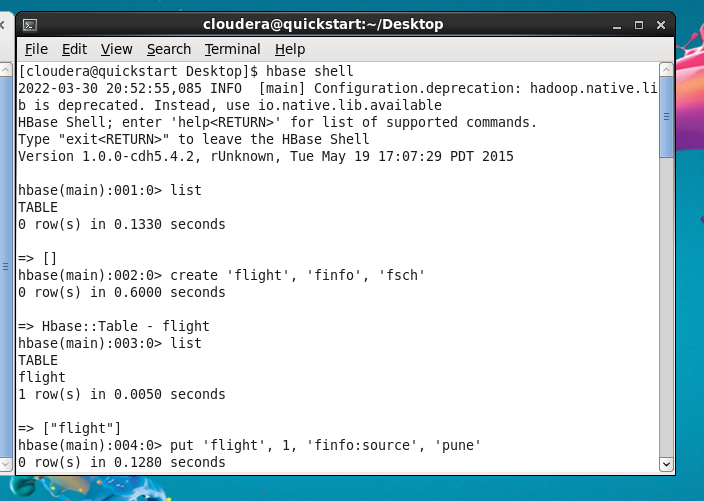 cloudera@quickstart:~/Desktop
File Edit View Search Terminal Help
[cloudera@quickstart Desktop]$ hbase shell
2022-03-30 20:52:55,085 INFO  [main] Configuration.deprecation: hadoop.native.li
b is deprecated. Instead, use io.native.lib.available
HBase Shell; enter 'help<RETURN>' for list of supported commands.
Type "exit<RETURN>" to leave the HBase Shell
Version 1.0.0-cdh5.4.2, rUnknown, Tue May 19 17:07:29 PDT 2015
hbase(main):001:0> list
TABLE
0 row(s) in 0.1330 seconds
=> []
hbase(main):002:0> create 'flight', 'finfo', 'fsch'
0 row(s) in 0.6000 seconds
=> Hbase::Table - flight
hbase(main):003:0> list
TABLE
flight
1 row(s) in 0.0050 seconds
=> ["flight"]
hbase(main):004:0> put 'flight', 1, 'finfo:source', 'pune'
0 row(s) in 0.1280 seconds